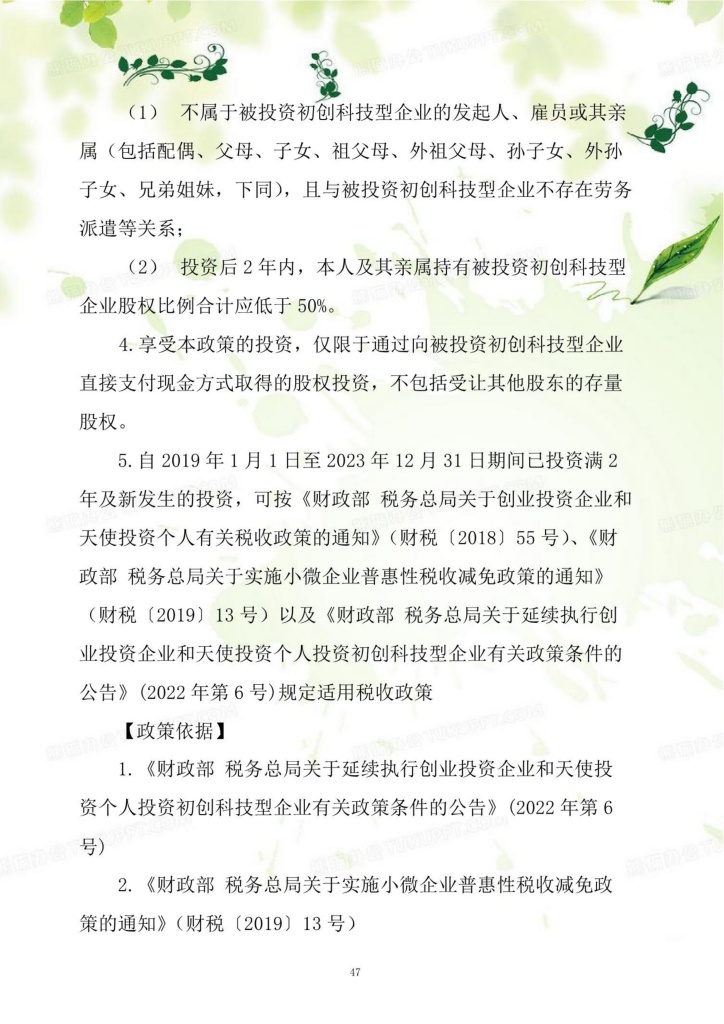 （1） 不属于被投资初创科技型企业的发起人、雇员或其亲
属（包括配偶、父母、子女、祖父母、外祖父母、孙子女、外孙
子女、兄弟姐妹，下同），且与被投资初创科技型企业不存在劳务
派遣等关系；
（2） 投资后 2 年内，本人及其亲属持有被投资初创科技型
企业股权比例合计应低于 50%。
4.享受本政策的投资，仅限于通过向被投资初创科技型企业
直接支付现金方式取得的股权投资，不包括受让其他股东的存量
股权。
5.自 2019 年 1 月 1 日至 2023 年 12 月 31 日期间已投资满 2
年及新发生的投资，可按《财政部 税务总局关于创业投资企业和
天使投资个人有关税收政策的通知》（财税〔2018〕55 号）、《财
政部 税务总局关于实施小微企业普惠性税收减免政策的通知》
（财税〔2019〕13 号）以及《财政部 税务总局关于延续执行创
业投资企业和天使投资个人投资初创科技型企业有关政策条件的
公告》(2022 年第 6 号)规定适用税收政策
【政策依据】
1.《财政部 税务总局关于延续执行创业投资企业和天使投
资个人投资初创科技型企业有关政策条件的公告》(2022 年第 6
号)
2.《财政部 税务总局关于实施小微企业普惠性税收减免政
策的通知》（财税〔2019〕13 号）
47